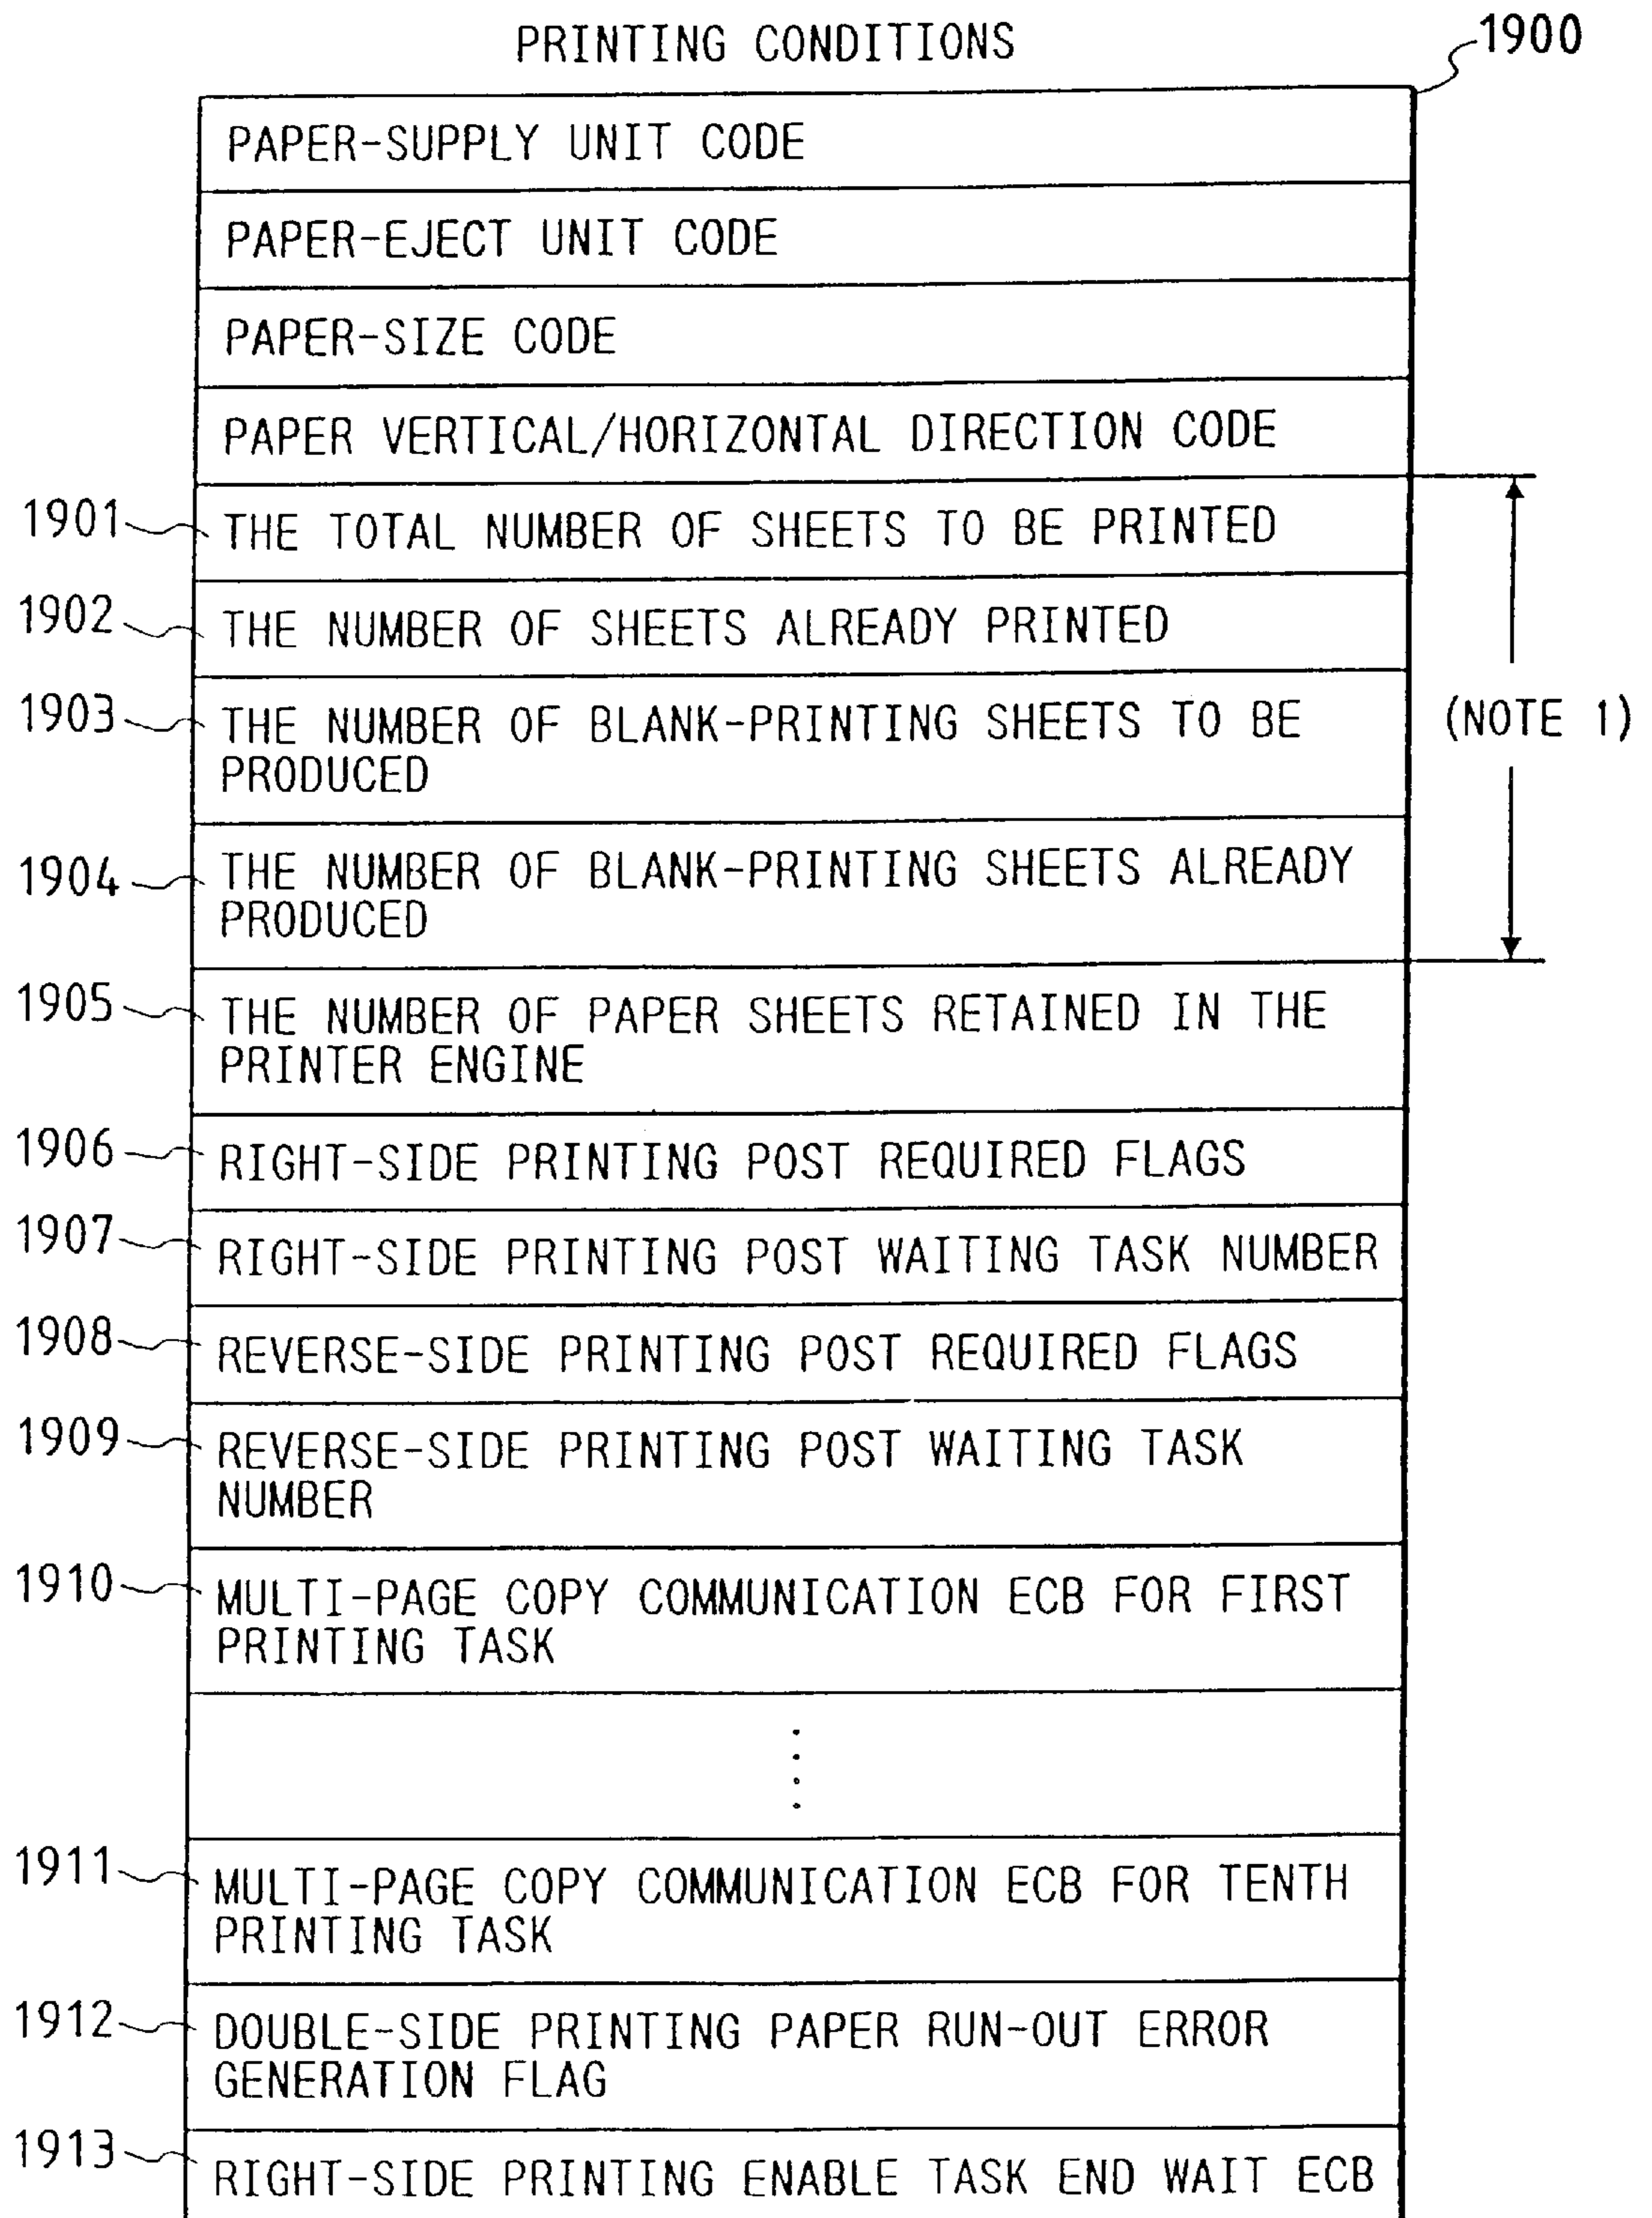 PRINTING CONDITIONS
1900
PAPER-SUPPLY UNIT CODE
PAPER-EJECT UNIT CODE
PAPER-SIZE CODE
PAPER VERTICAL/HORIZONTAL DIRECTION CODE
1901 THE TOTAL NUMBER OF SHEETS TO BE PRINTED
1902 THE NUMBER OF SHEETS ALREADY PRINTED
1903 THE NUMBER OF BLANK-PRINTING SHEETS TO BE
PRODUCED
(NOTE 1)
1904 THE NUMBER OF BLANK-PRINTING SHEETS ALREADY
PRODUCED
1905 THE NUMBER OF PAPER SHEETS RETAINED IN THE
PRINTER ENGINE
1906 RIGHT-SIDE PRINTING POST REQUIRED FLAGS
1907 RIGHT-SIDE PRINTING POST WAITING TASK NUMBER
1908 REVERSE-SIDE PRINTING POST REQUIRED FLAGS
1909 REVERSE-SIDE PRINTING POST WAITING TASK
NUMBER
1910 MULTI-PAGE COPY COMMUNICATION ECB FOR FIRST
PRINTING TASK
1911 MULTI-PAGE COPY COMMUNICATION ECB FOR TENTH
PRINTING TASK
1912 DOUBLE-SIDE PRINTING PAPER RUN-OUT ERROR
GENERATION FLAG
1913 RIGHT-SIDE PRINTING ENABLE TASK END WAIT ECB